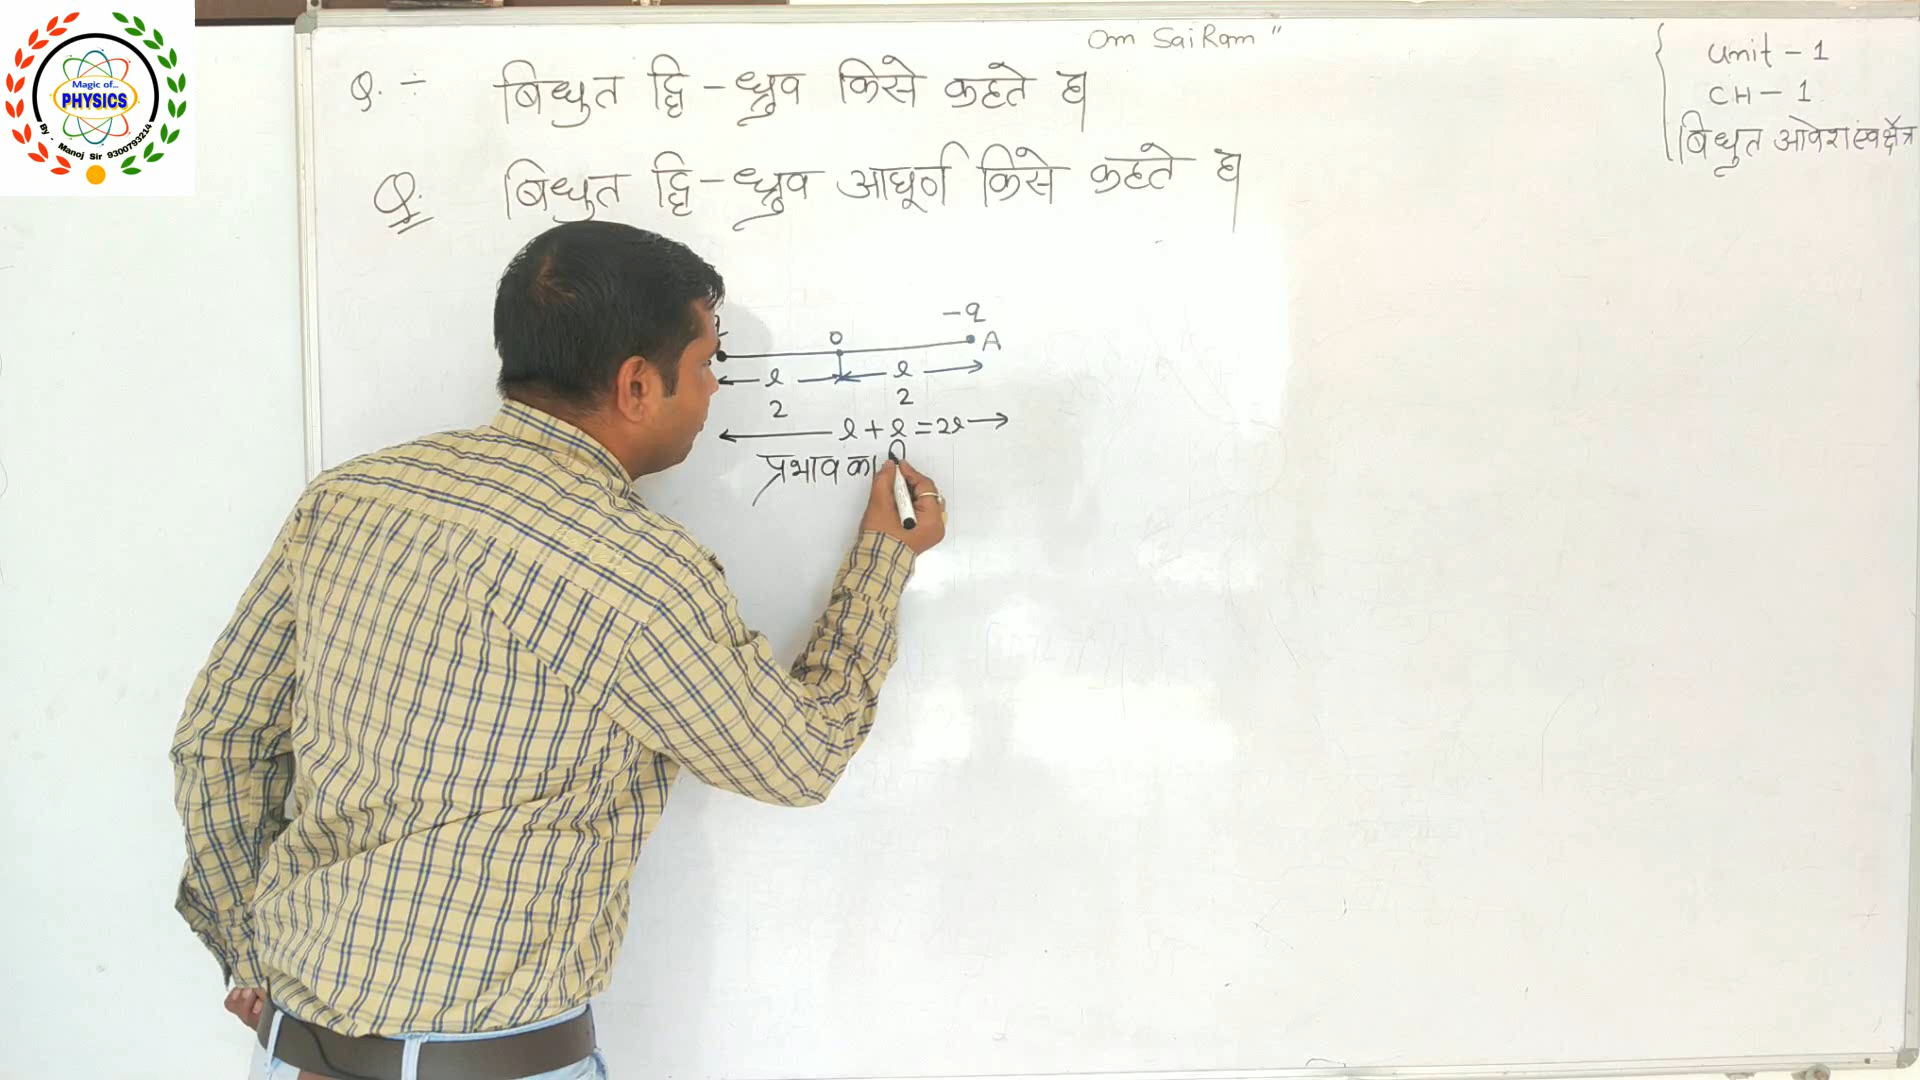 Magic of...
PHYSICS
By - Manoj Sir 9300793214
Om Sai Ram "
Unit - 1
CH - 1
विधुत आवेश एवं क्षेत्र
Q. ÷ विधुत द्वि - ध्रुव किसे कहते है
Q. विधुत द्वि - ध्रुव आघूर्ण किसे कहते है
-q
O A
l l
2 2
l + l = 2l
प्रभाव का